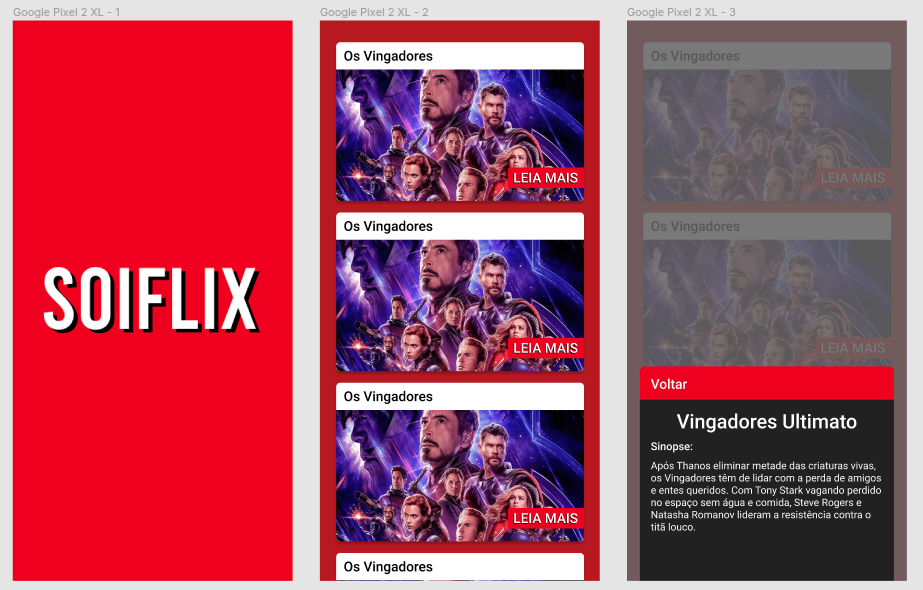 Google Pixel 2 XL - 1
SOIFLIX
Google Pixel 2 XL - 2
Os Vingadores
LEIA MAIS
Os Vingadores
LEIA MAIS
Os Vingadores
LEIA MAIS
Os Vingadores
Google Pixel 2 XL - 3
Os Vingadores
LEIA MAIS
Os Vingadores
LEIA MAIS
Voltar
Vingadores Ultimato
Sinopse:
Após Thanos eliminar metade das criaturas vivas,
os Vingadores têm de lidar com a perda de amigos
e entes queridos. Com Tony Stark vagando perdido
no espaço sem água e comida, Steve Rogers e
Natasha Romanov lideram a resistência contra o
titã louco.